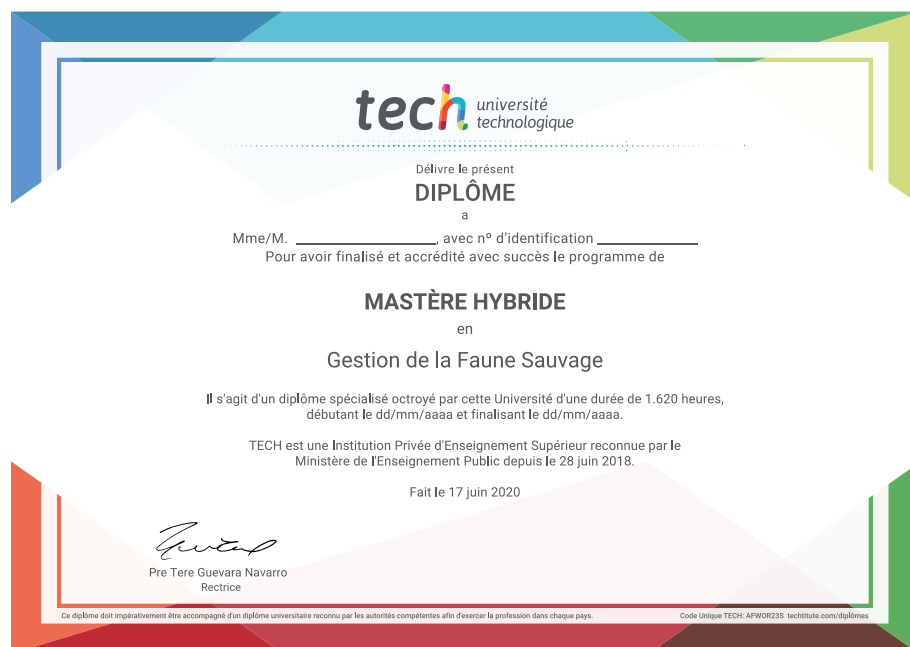 tech université
technologique
Délivre le présent
DIPLÔME
a
Mme/M. ____________________, avec nº d'identification ______________
Pour avoir finalisé et accrédité avec succès le programme de
MASTÈRE HYBRIDE
en
Gestion de la Faune Sauvage
Il s'agit d'un diplôme spécialisé octroyé par cette Université d'une durée de 1.620 heures,
débutant le dd/mm/aaaa et finalisant le dd/mm/aaaa.
TECH est une Institution Privée d'Enseignement Supérieur reconnue par le
Ministère de l'Enseignement Public depuis le 28 juin 2018.
Fait le 17 juin 2020
Pre Tere Guevara Navarro
Rectrice
Ce diplôme doit impérativement être accompagné d'un diplôme universitaire reconnu par les autorités compétentes afin d'exercer la profession dans chaque pays. Code Unique TECH: AFWOR23S techtitute.com/diplômes